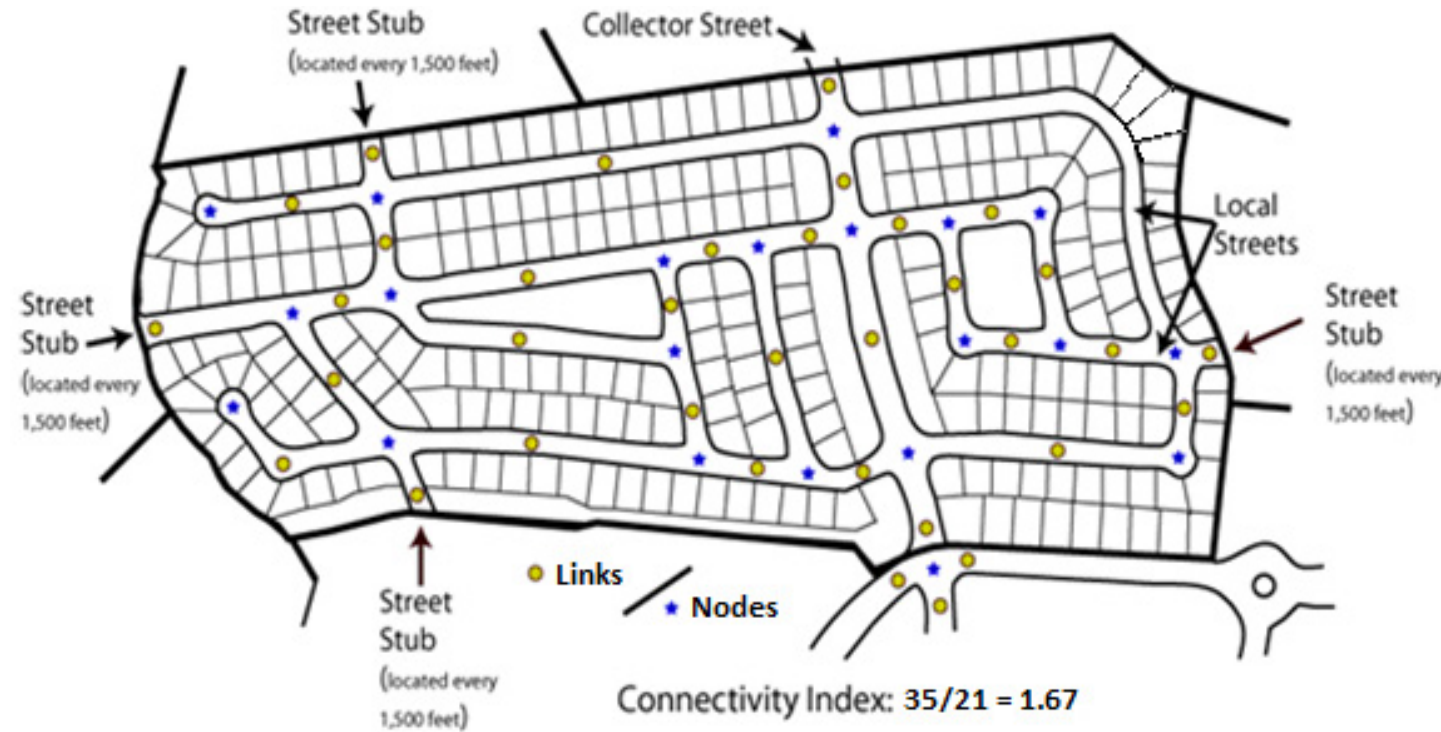 Street Stub
(located every 1,500 feet)
Collector Street
Local
Streets
Street
Stub
(located every
1,500 feet)
Street
Stub
(located every
1,500 feet)
Street
Stub
(located every
1,500 feet)
Links
Nodes
Connectivity Index: 35/21 = 1.67